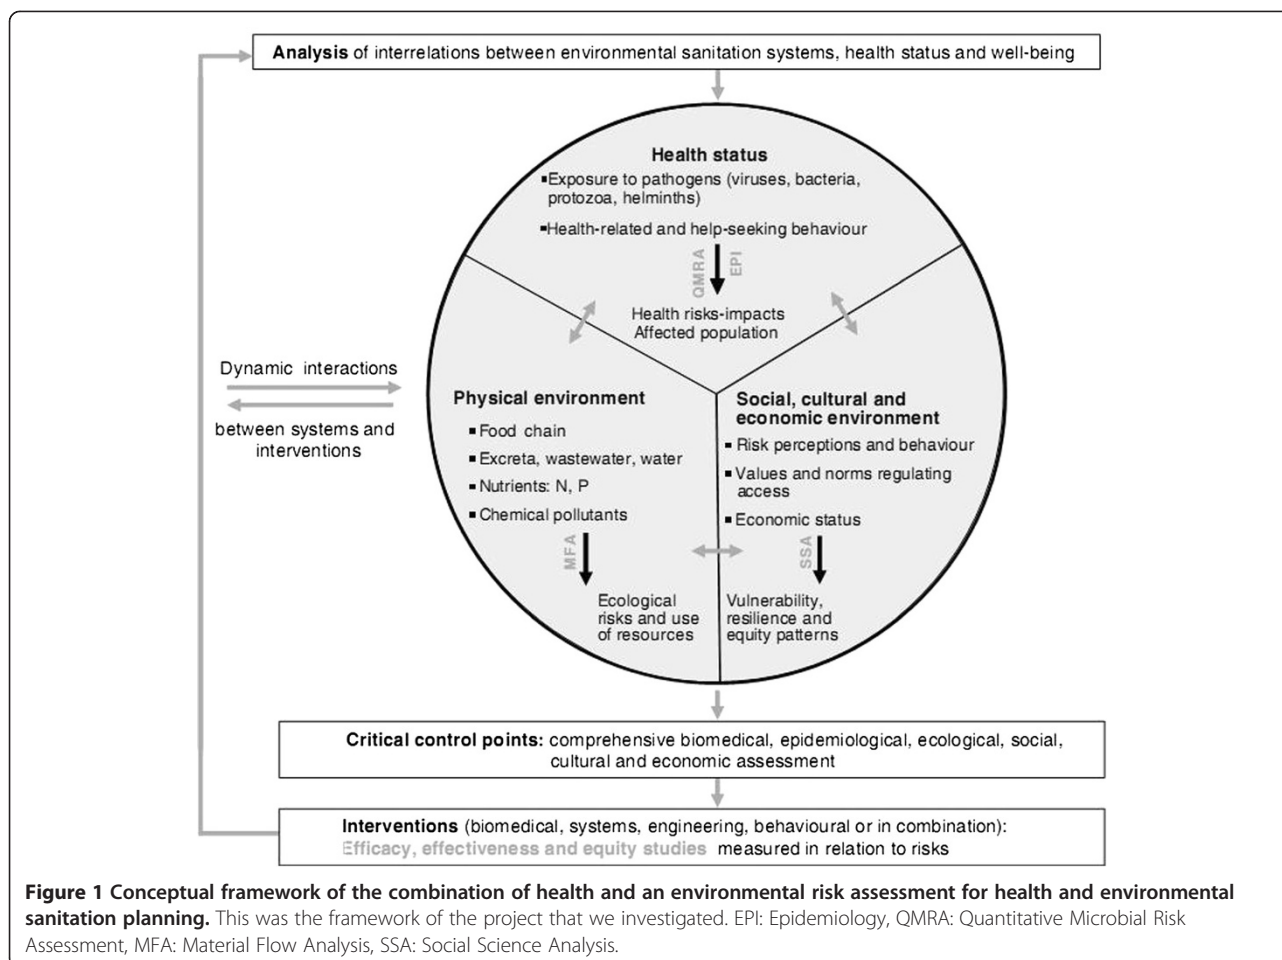 Analysis of interrelations between environmental sanitation systems, health status and well-being
Health status
▪Exposure to pathogens (viruses, bacteria,
protozoa, helminths)
▪Health-related and help-seeking behaviour
QMRA
EPI
Health risks-impacts
Affected population
Dynamic interactions
between systems and
interventions
Physical environment
▪ Food chain
▪ Excreta, wastewater, water
▪ Nutrients: N, P
▪ Chemical pollutants
MFA
Ecological
risks and use
of resources
Social, cultural and
economic environment
▪ Risk perceptions and behaviour
▪ Values and norms regulating
access
▪ Economic status
SSA
Vulnerability,
resilience and
equity patterns
Critical control points: comprehensive biomedical, epidemiological, ecological, social,
cultural and economic assessment
Interventions (biomedical, systems, engineering, behavioural or in combination):
Efficacy, effectiveness and equity studies measured in relation to risks
Figure 1 Conceptual framework of the combination of health and an environmental risk assessment for health and environmental
sanitation planning. This was the framework of the project that we investigated. EPI: Epidemiology, QMRA: Quantitative Microbial Risk
Assessment, MFA: Material Flow Analysis, SSA: Social Science Analysis.